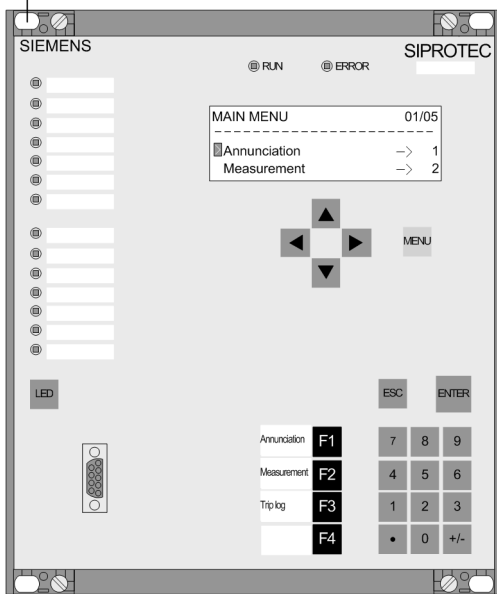 SIEMENS
SIPROTEC
RUN
ERROR
MAIN MENU 01/05
- - - - - - - - - - - - - - - - - - - - -
Annunciation —> 1
Measurement —> 2
MENU
LED
ESC
ENTER
Annunciation F1
7 8 9
Measurement F2
4 5 6
Trip log F3
1 2 3
F4
• 0 +/-